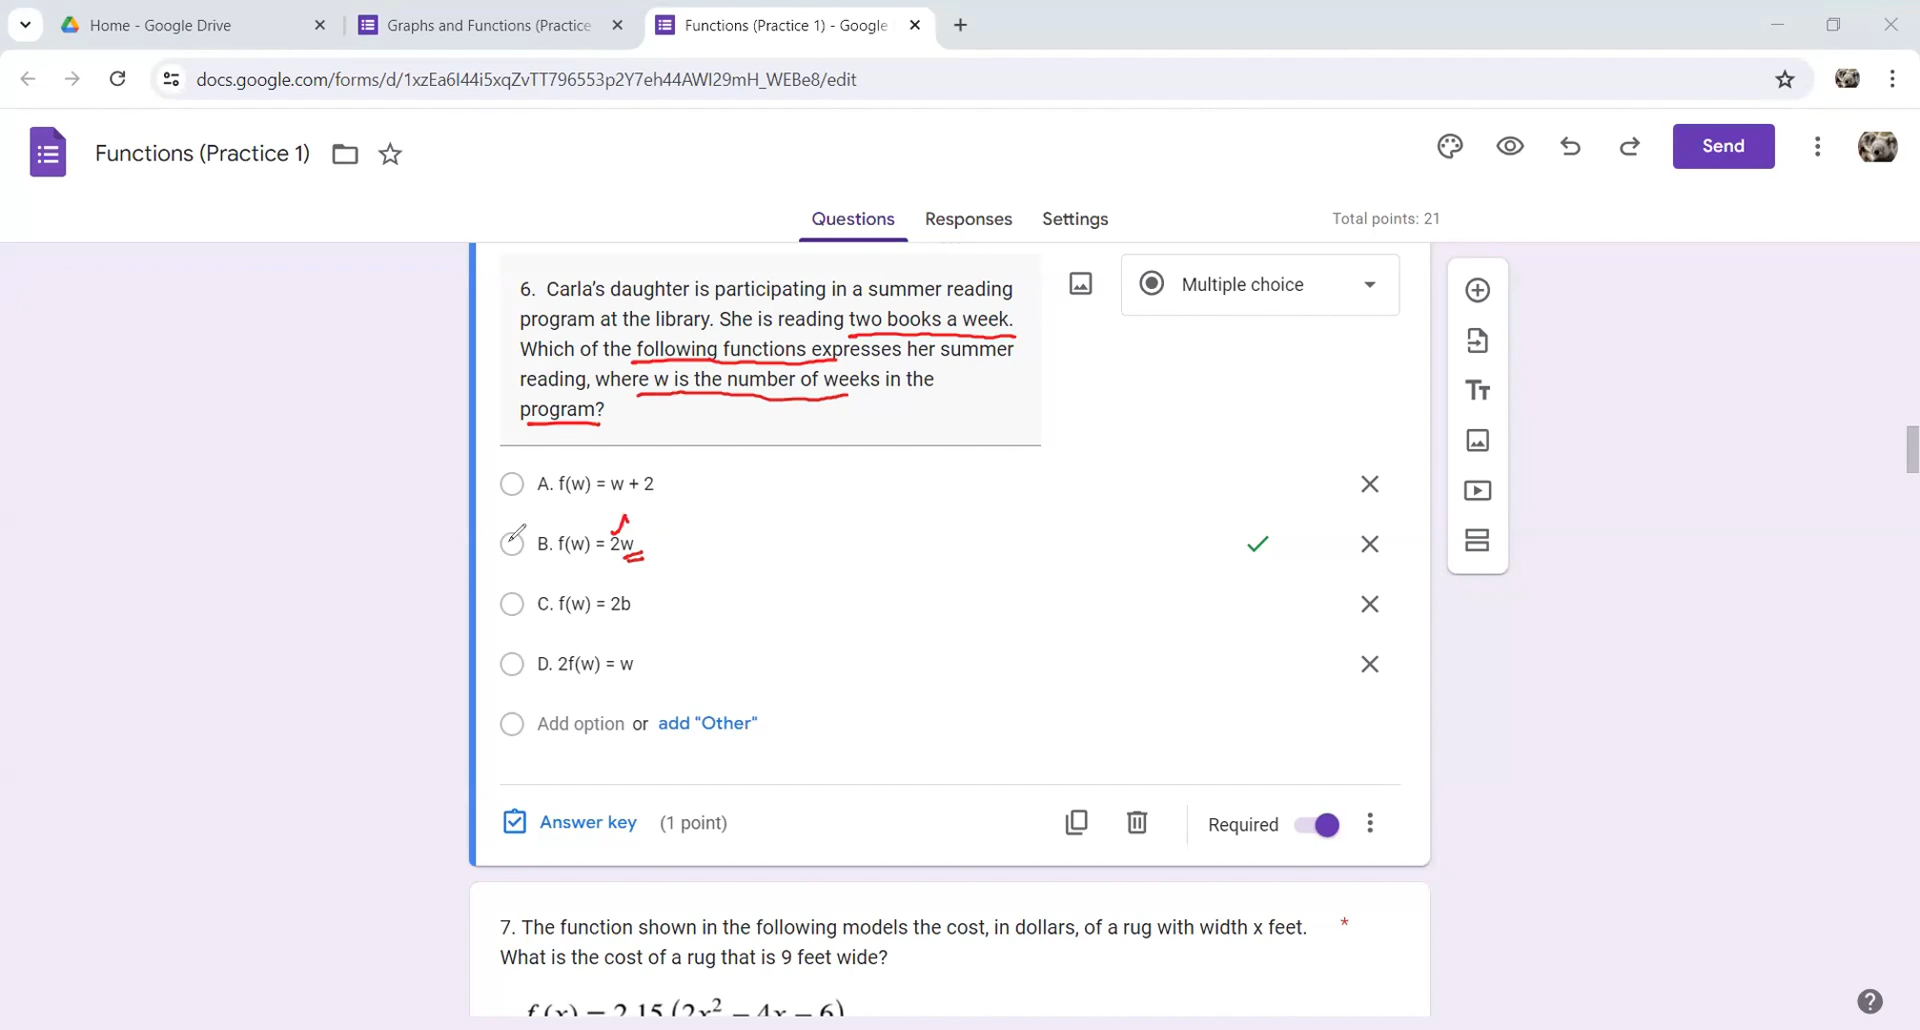 Home - Google Drive
Graphs and Functions (Practice
Functions (Practice 1) - Google
docs.google.com/forms/d/1xzEa6I44i5xqZvTT796553p2Y7eh44AWI29mH_WEBe8/edit
Functions (Practice 1)
Send
Questions
Responses
Settings
Total points: 21
6. Carla's daughter is participating in a summer reading
program at the library. She is reading two books a week.
Which of the following functions expresses her summer
reading, where w is the number of weeks in the
program?
Multiple choice
A. f(w) = w + 2
B. f(w) = 2w
C. f(w) = 2b
D. 2f(w) = w
Add option or add "Other"
Answer key (1 point)
Required
7. The function shown in the following models the cost, in dollars, of a rug with width x feet. *
What is the cost of a rug that is 9 feet wide?
f(x) = 2.15(2x² − 4x − 6)